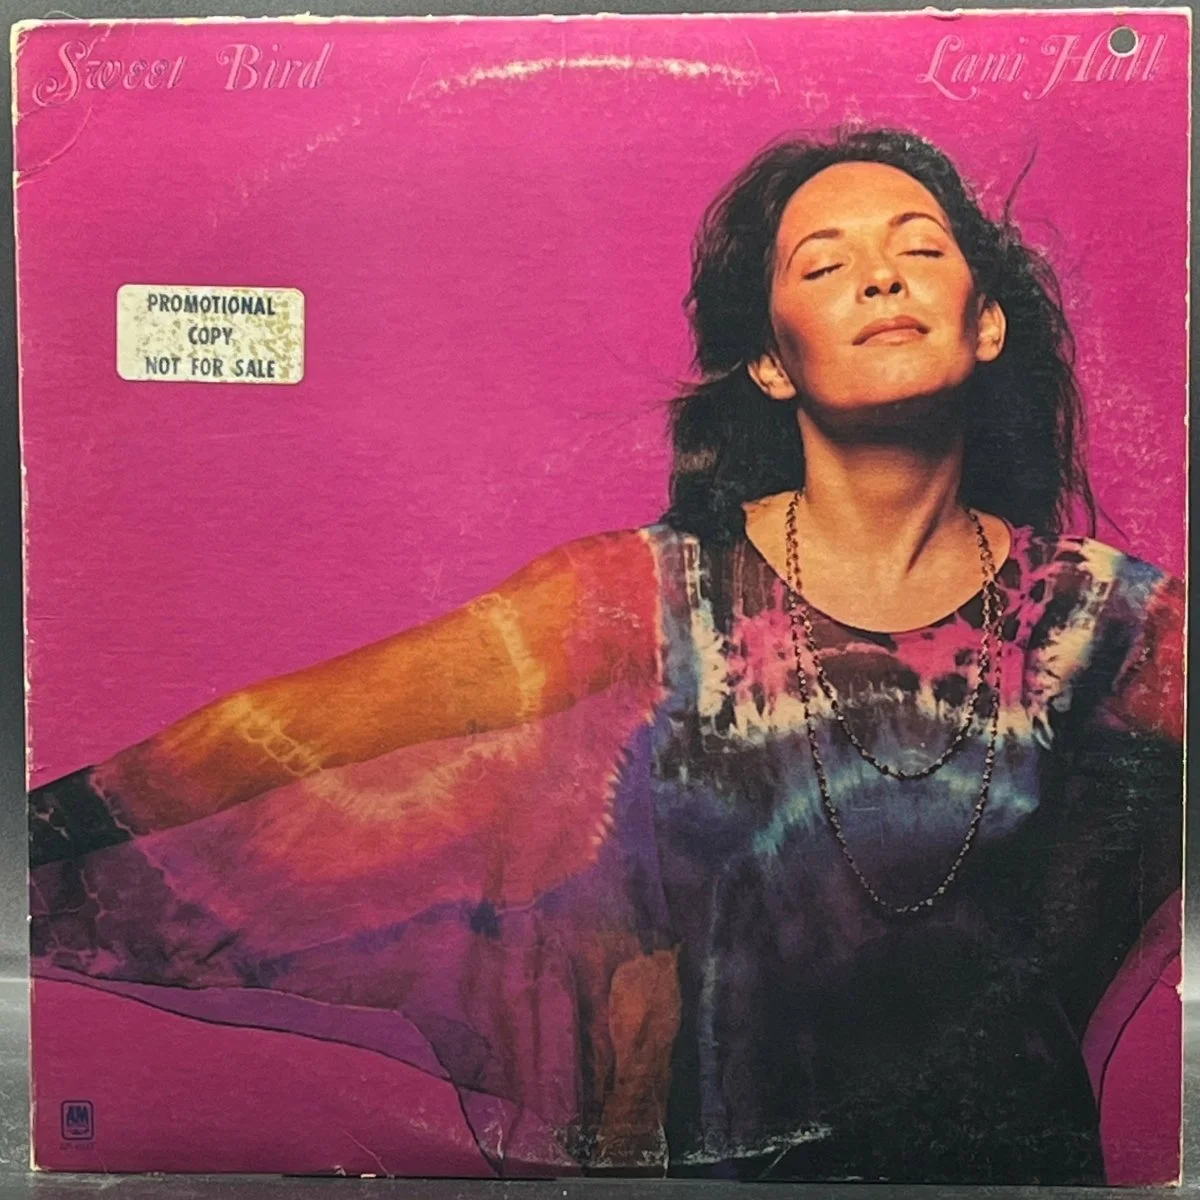 Sweet Bird
Lani Hall
PROMOTIONAL
COPY
NOT FOR SALE
A&M